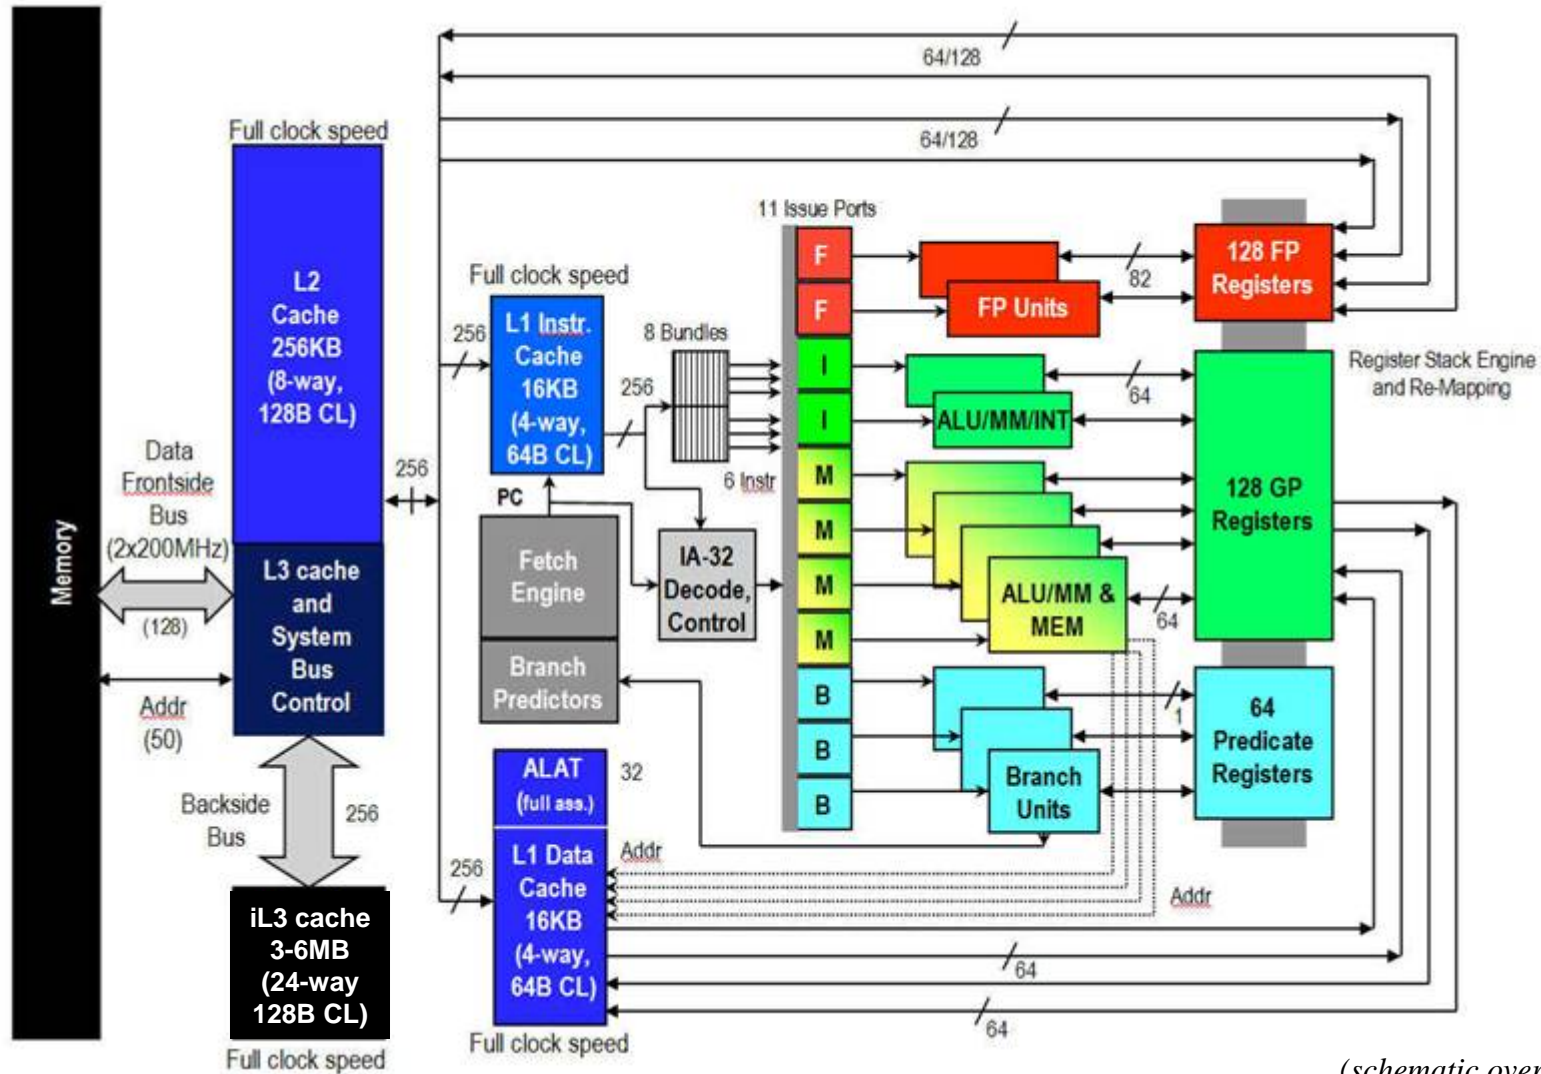 64/128
64/128
Full clock speed
L2
Cache
256KB
(8-way,
128B CL)
L3 cache
and
System
Bus
Control
Memory
Data
Frontside
Bus
(2x200MHz)
(128)
Addr
(50)
Backside
Bus
256
iL3 cache
3-6MB
(24-way
128B CL)
Full clock speed
256
Full clock speed
L1 Instr.
Cache
16KB
(4-way,
64B CL)
256
256
8 Bundles
6 Instr
PC
Fetch
Engine
Branch
Predictors
IA-32
Decode,
Control
ALAT
(full ass.)
32
L1 Data
Cache
16KB
(4-way,
64B CL)
256
Full clock speed
11 Issue Ports
F
F
I
I
M
M
M
M
B
B
B
FP Units
82
ALU/MM/INT
64
ALU/MM &
MEM
64
Branch
Units
1
128 FP
Registers
128 GP
Registers
64
Predicate
Registers
Register Stack Engine
and Re-Mapping
Addr
Addr
64
64
(schematic over